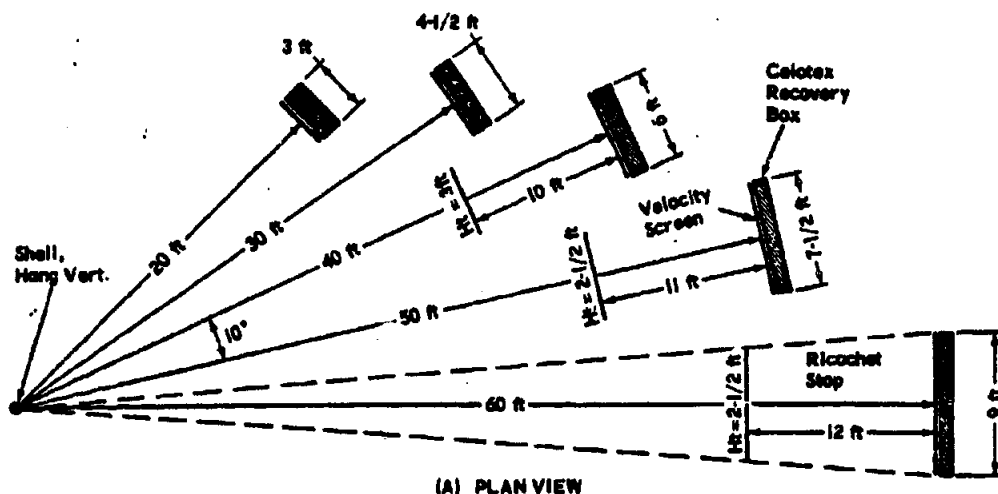 3 ft
4-1/2 ft
Celotex
Recovery
Box
6 ft
Ht = 3ft
10 ft
Velocity
Screen
7-1/2 ft
Shell,
Hang Vert.
20 ft
30 ft
40 ft
Ht = 2-1/2 ft
11 ft
50 ft
10°
Ricochet
Stop
60 ft
Ht = 2-1/2 ft
12 ft
9 ft
(A) PLAN VIEW